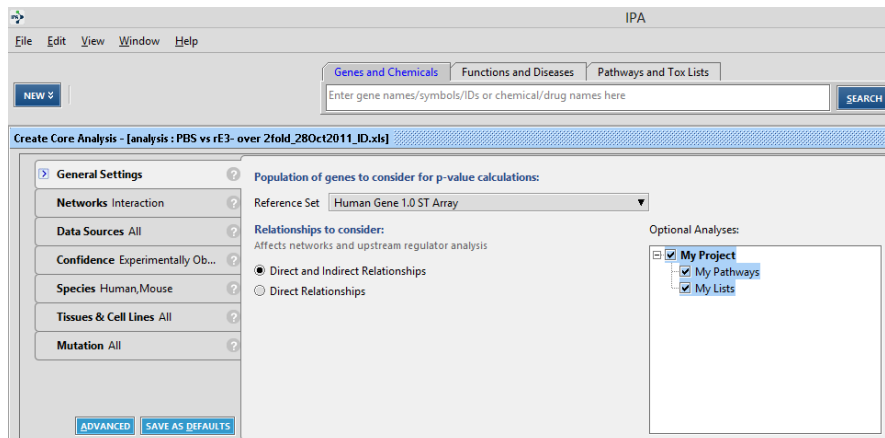 IPA
File Edit View Window Help
Genes and Chemicals Functions and Diseases Pathways and Tox Lists
NEW
Enter gene names/symbols/IDs or chemical/drug names here
SEARCH
Create Core Analysis - [analysis : PBS vs rE3- over 2fold_28Oct2011_ID.xls]
General Settings ?
Networks Interaction ?
Data Sources All ?
Confidence Experimentally Ob... ?
Species Human,Mouse ?
Tissues & Cell Lines All ?
Mutation All ?
ADVANCED SAVE AS DEFAULTS
Population of genes to consider for p-value calculations:
Reference Set Human Gene 1.0 ST Array
Relationships to consider:
Affects networks and upstream regulator analysis
Direct and Indirect Relationships
Direct Relationships
Optional Analyses:
My Project
My Pathways
My Lists